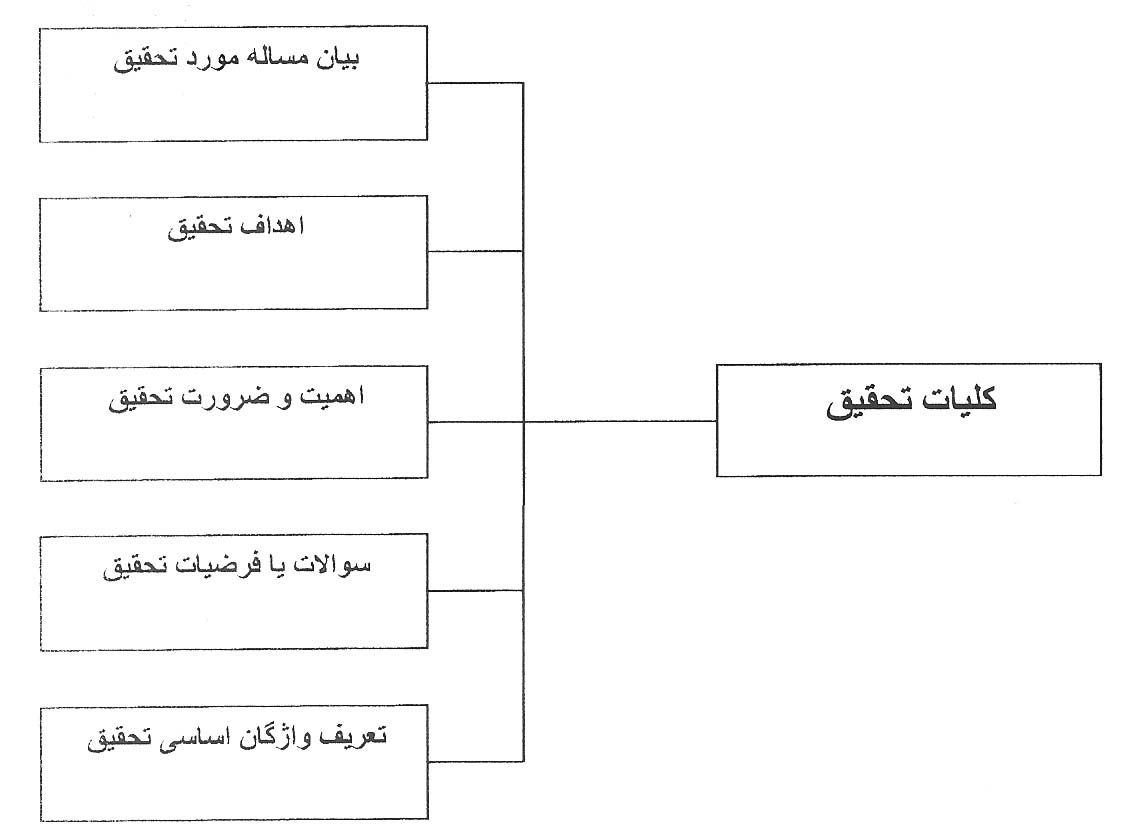 کلیات تحقیق
بیان مساله مورد تحقیق
اهداف تحقیق
اهمیت و ضرورت تحقیق
سوالات یا فرضیات تحقیق
تعریف واژگان اساسی تحقیق